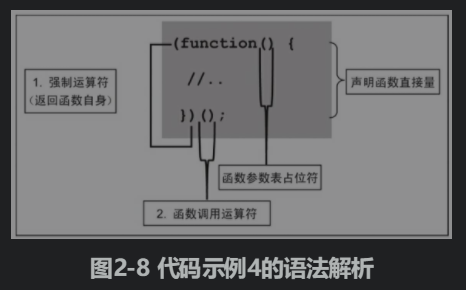 (function() {
1. 强制运算符
(返回函数自身)
//..
声明函数直接量
})();
函数参数表占位符
2. 函数调用运算符
图2-8 代码示例4的语法解析